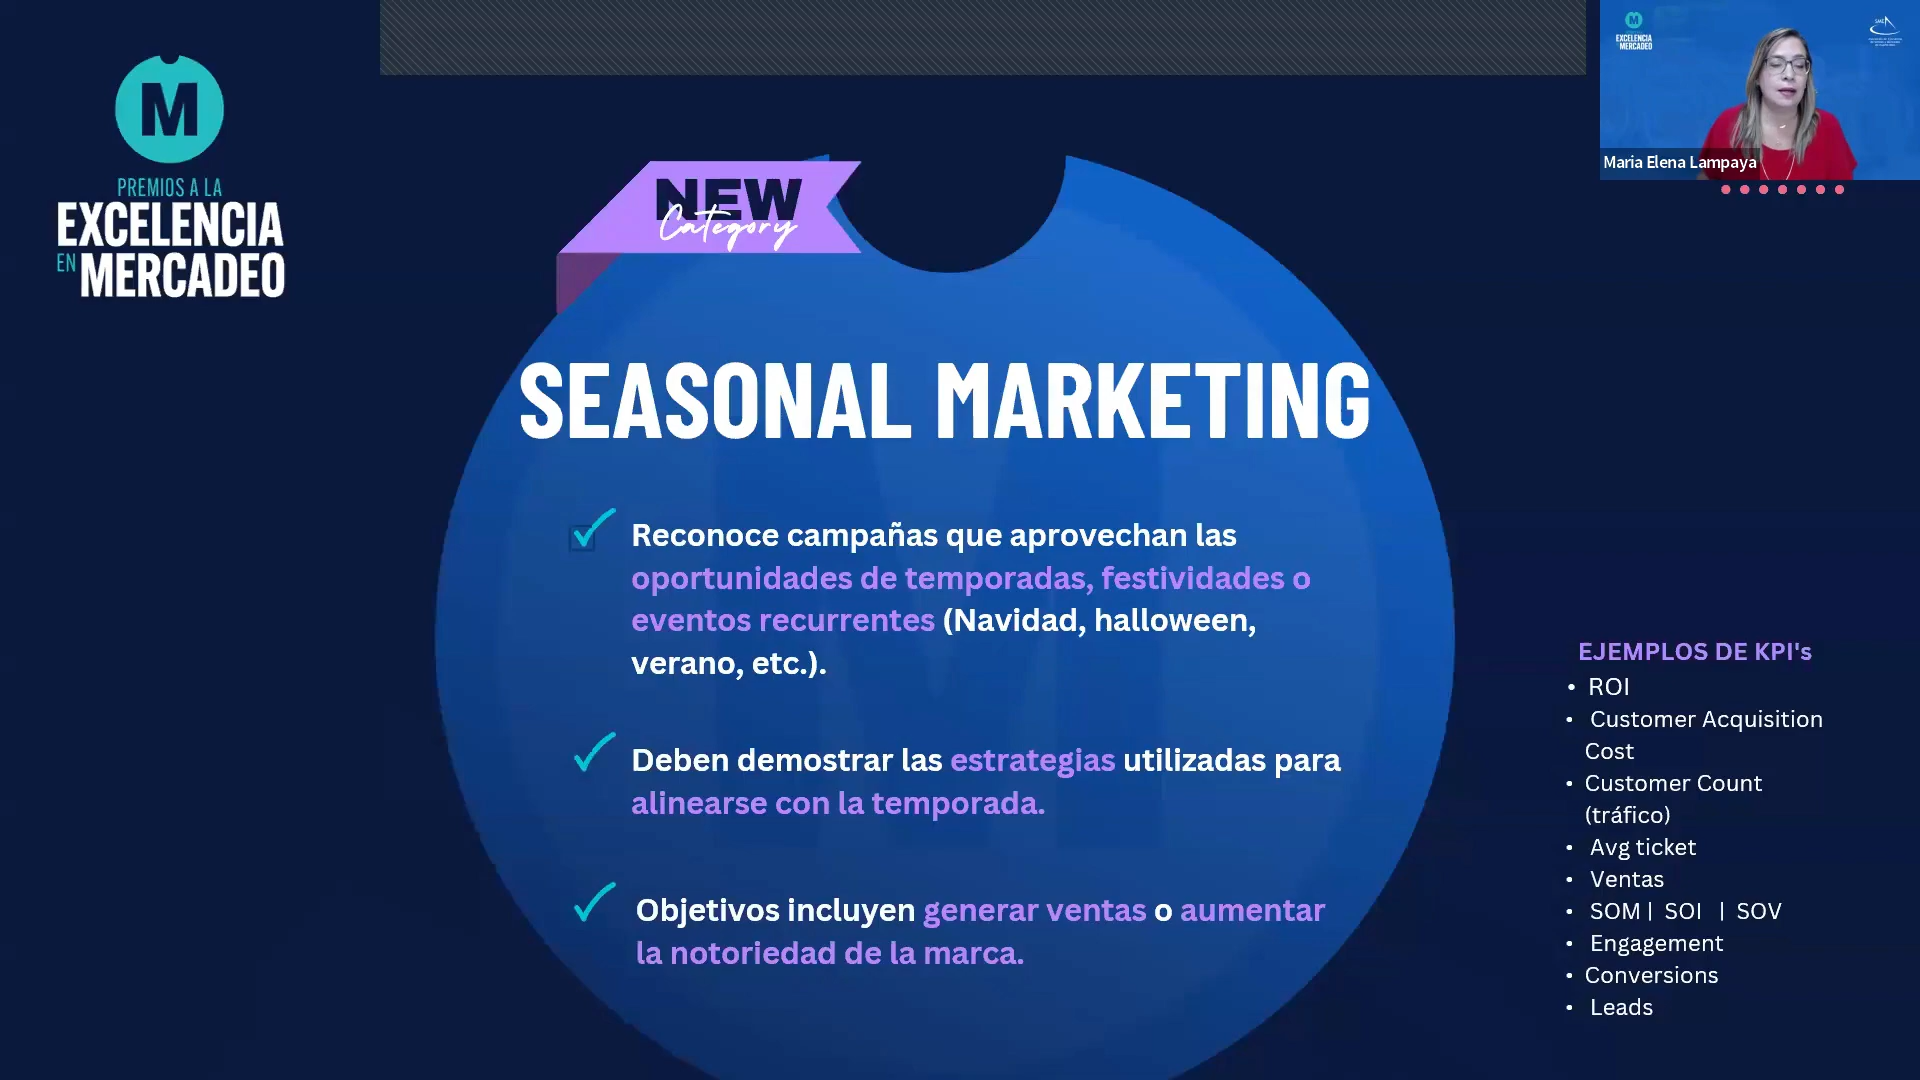 M
PREMIOS A LA
EXCELENCIA
EN MERCADEO
NEW
Category
SEASONAL MARKETING
Reconoce campañas que aprovechan las
oportunidades de temporadas, festividades o
eventos recurrentes (Navidad, halloween,
verano, etc.).
Deben demostrar las estrategias utilizadas para
alinearse con la temporada.
Objetivos incluyen generar ventas o aumentar
la notoriedad de la marca.
M
EXCELENCIA
EN MERCADEO
SME
Maria Elena Lampaya
EJEMPLOS DE KPI's
• ROI
• Customer Acquisition
Cost
• Customer Count
(tráfico)
• Avg ticket
• Ventas
• SOM | SOI | SOV
• Engagement
• Conversions
• Leads